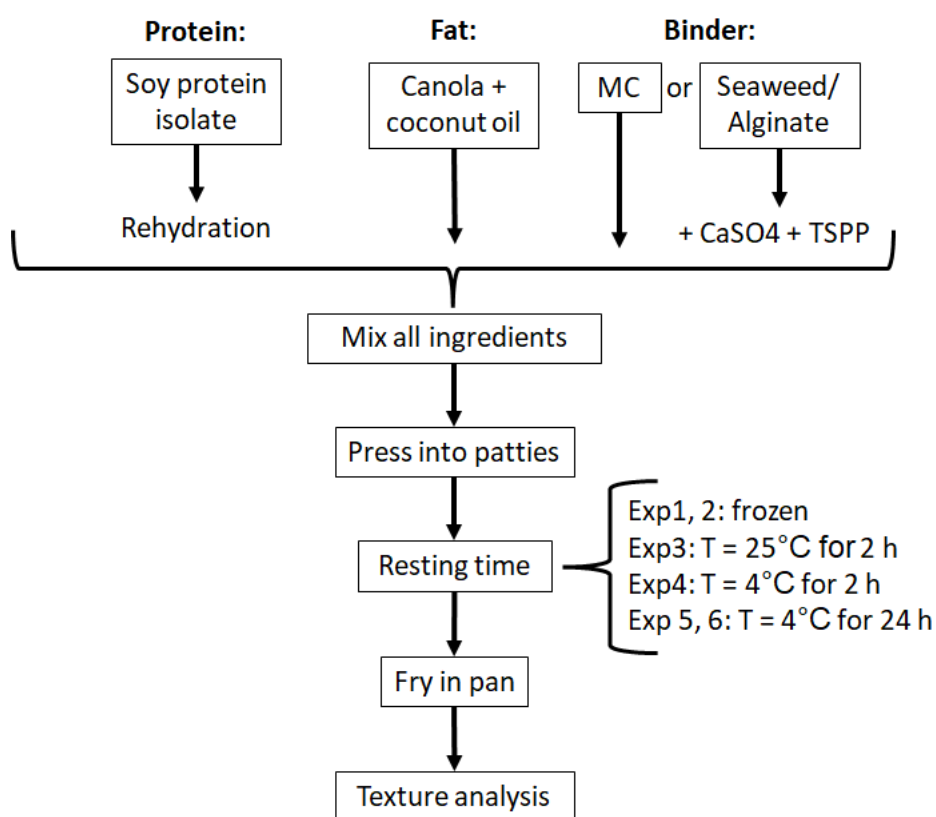 Protein:
Fat:
Binder:
Soy protein
isolate
Canola +
coconut oil
MC
or
Seaweed/
Alginate
Rehydration
+ CaSO4 + TSPP
Mix all ingredients
Press into patties
Resting time
Exp1, 2: frozen
Exp3: T = 25°C for 2 h
Exp4: T = 4°C for 2 h
Exp 5, 6: T = 4°C for 24 h
Fry in pan
Texture analysis